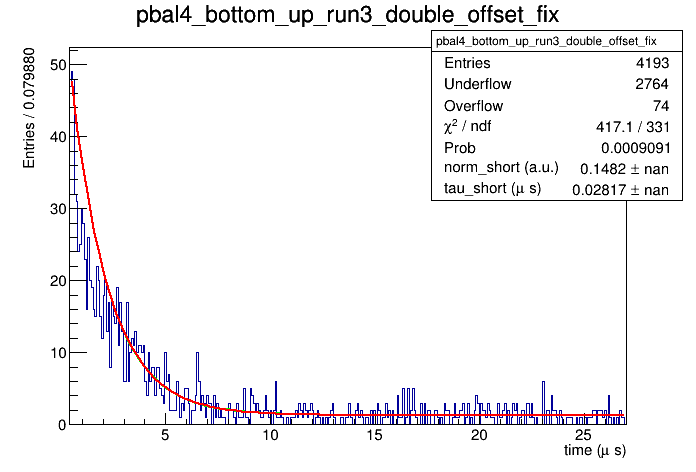 pbal4_bottom_up_run3_double_offset_fix
pbal4_bottom_up_run3_double_offset_fix
Entries 4193
Underflow 2764
Overflow 74
χ² / ndf 417.1 / 331
Prob 0.0009091
norm_short (a.u.) 0.1482 ± nan
tau_short (μ s) 0.02817 ± nan
Entries / 0.079880
50
40
30
20
10
0
5 10 15 20 25
time (μ s)